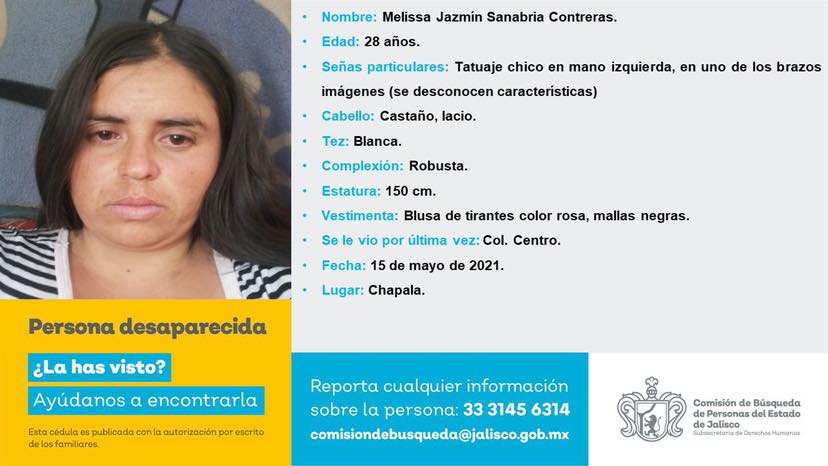 • Nombre: Melissa Jazmín Sanabria Contreras.
• Edad: 28 años.
• Señas particulares: Tatuaje chico en mano izquierda, en uno de los brazos
imágenes (se desconocen características)
• Cabello: Castaño, lacio.
• Tez: Blanca.
• Complexión: Robusta.
• Estatura: 150 cm.
• Vestimenta: Blusa de tirantes color rosa, mallas negras.
• Se le vio por última vez: Col. Centro.
• Fecha: 15 de mayo de 2021.
• Lugar: Chapala.
Persona desaparecida
¿La has visto?
Ayúdanos a encontrarla
Esta cédula es publicada con la autorización por escrito
de los familiares.
Reporta cualquier información
sobre la persona: 33 3145 6314
comisiondebusqueda@jalisco.gob.mx
Comisión de Búsqueda
de Personas del Estado
de Jalisco
Subsecretaría de Derechos Humanos